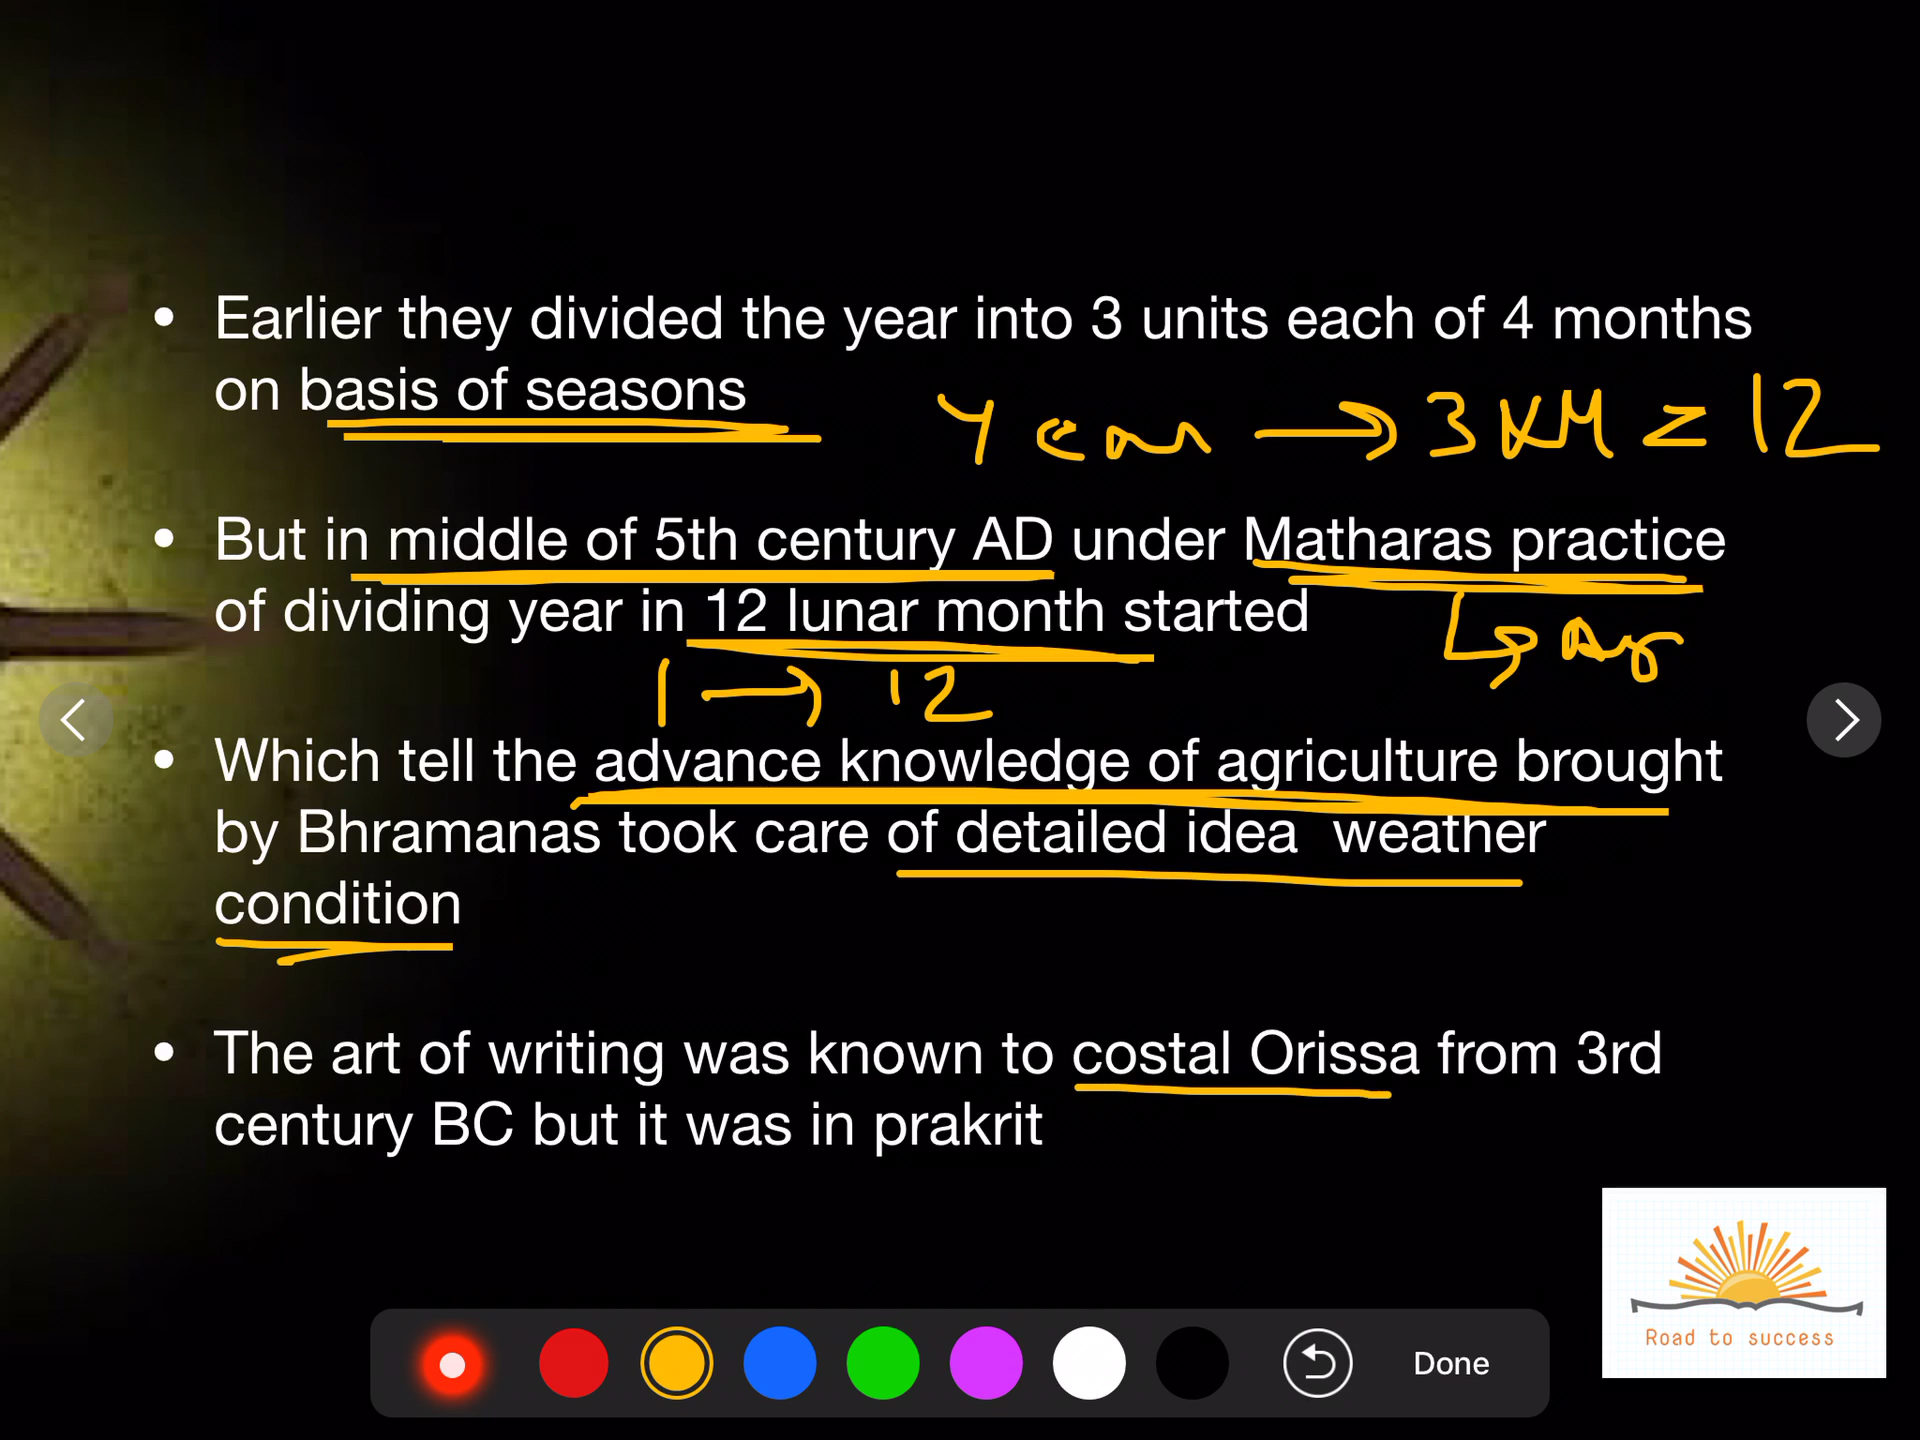 • Earlier they divided the year into 3 units each of 4 months
on basis of seasons
Year → 3 x 4 = 12
• But in middle of 5th century AD under Matharas practice
of dividing year in 12 lunar month started
1 → 12
• Which tell the advance knowledge of agriculture brought
by Bhramanas took care of detailed idea weather
condition
• The art of writing was known to costal Orissa from 3rd
century BC but it was in prakrit
Road to success
Done